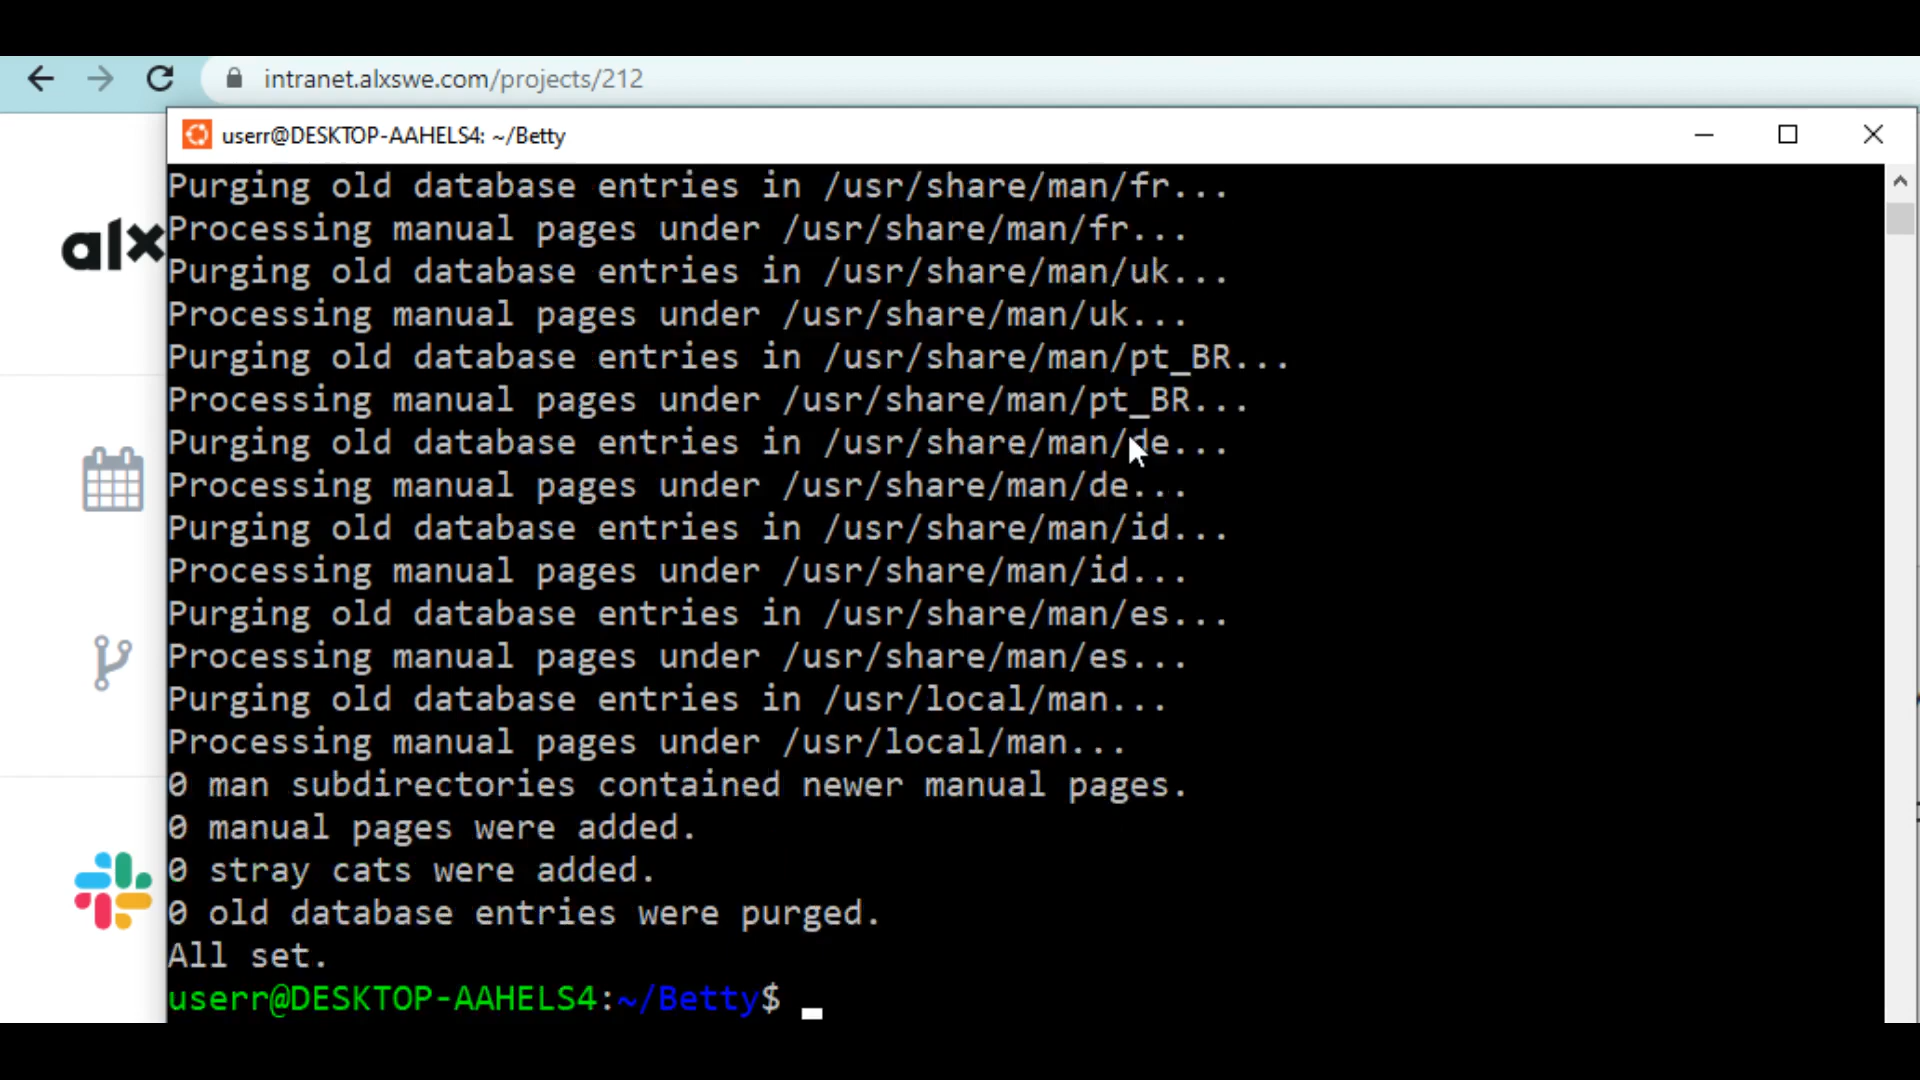 intranet.alxswe.com/projects/212
userr@DESKTOP-AAHELS4: ~/Betty
alx
Purging old database entries in /usr/share/man/fr...
Processing manual pages under /usr/share/man/fr...
Purging old database entries in /usr/share/man/uk...
Processing manual pages under /usr/share/man/uk...
Purging old database entries in /usr/share/man/pt_BR...
Processing manual pages under /usr/share/man/pt_BR...
Purging old database entries in /usr/share/man/de...
Processing manual pages under /usr/share/man/de...
Purging old database entries in /usr/share/man/id...
Processing manual pages under /usr/share/man/id...
Purging old database entries in /usr/share/man/es...
Processing manual pages under /usr/share/man/es...
Purging old database entries in /usr/local/man...
Processing manual pages under /usr/local/man...
0 man subdirectories contained newer manual pages.
0 manual pages were added.
0 stray cats were added.
0 old database entries were purged.
All set.
userr@DESKTOP-AAHELS4:~/Betty$